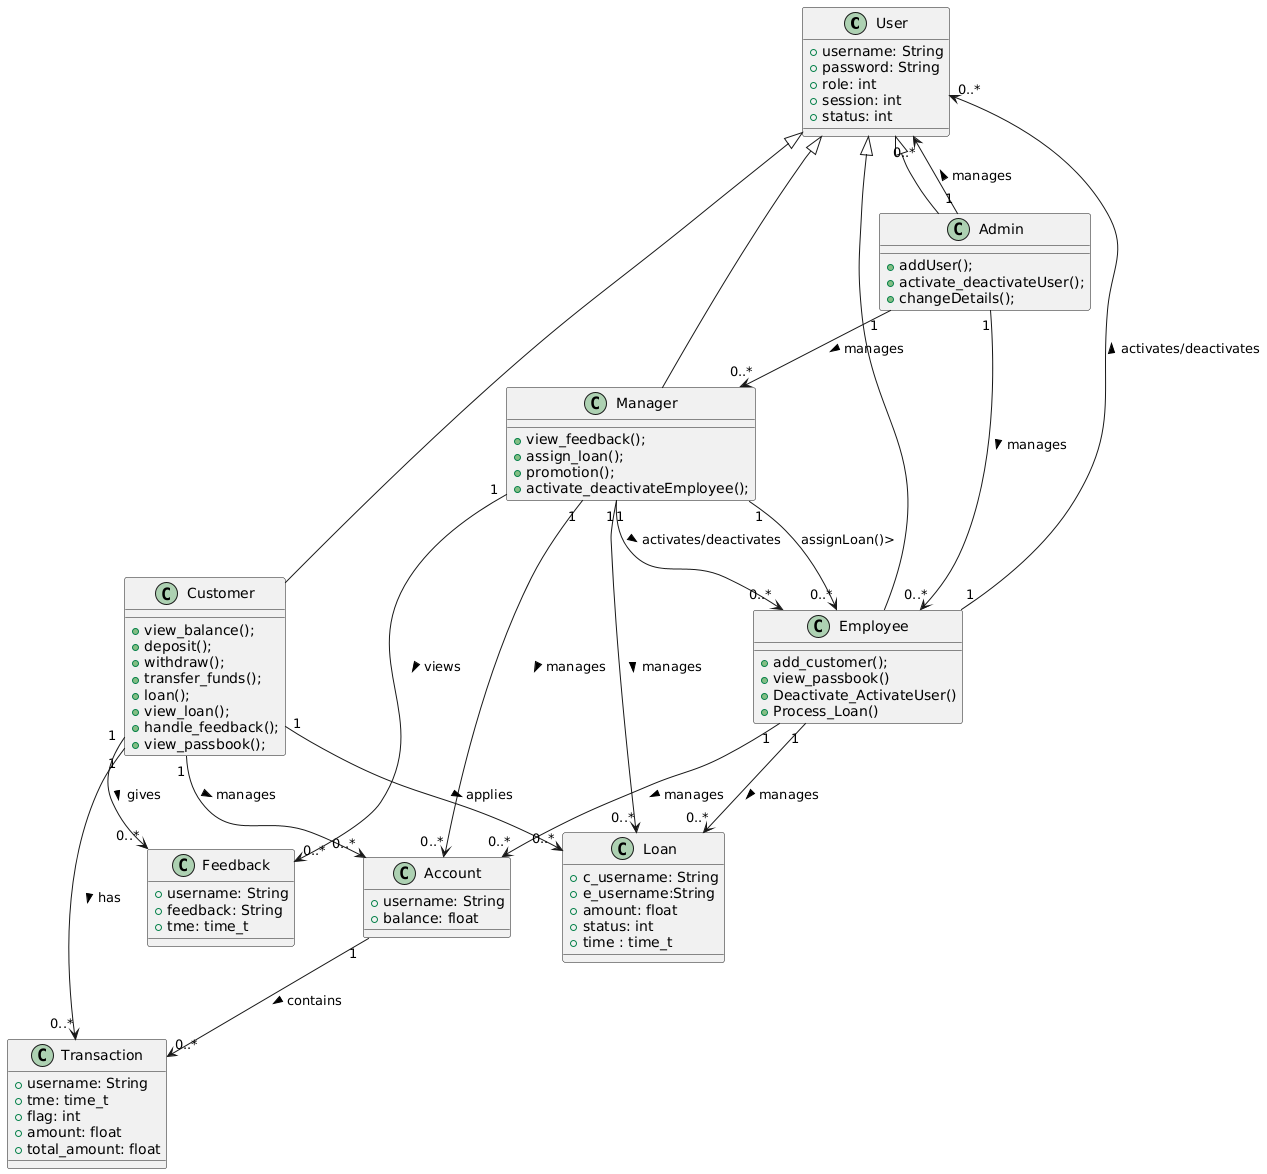 C User
username: String
password: String
role: int
session: int
status: int
0..*
0..*
manages
1
C Admin
addUser();
activate_deactivateUser();
changeDetails();
1
1
manages
activates/deactivates
0..*
C Manager
view_feedback();
assign_loan();
promotion();
activate_deactivateEmployee();
manages
1
1
1
1
1
activates/deactivates
assignLoan()>
C Customer
view_balance();
deposit();
withdraw();
transfer_funds();
loan();
view_loan();
handle_feedback();
view_passbook();
0..*
0..*
0..*
1
C Employee
add_customer();
view_passbook()
Deactivate_ActivateUser()
Process_Loan()
views
manages
manages
1
1
1
1
1
1
gives
manages
applies
manages
manages
0..*
0..*
0..*
0..*
0..*
0..*
0..*
0..*
C Feedback
username: String
feedback: String
tme: time_t
C Account
username: String
balance: float
C Loan
c_username: String
e_username:String
amount: float
status: int
time : time_t
has
1
contains
0..*
0..*
C Transaction
username: String
tme: time_t
flag: int
amount: float
total_amount: float